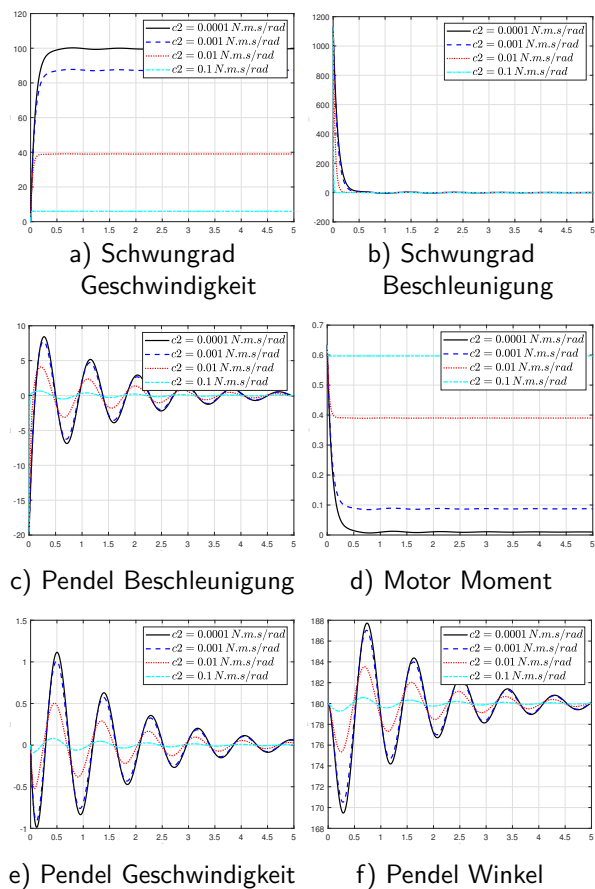 120
100
80
60
40
20
0
0 0.5 1 1.5 2 2.5 3 3.5 4 4.5 5
c2 = 0.0001 N.m.s/rad
c2 = 0.001 N.m.s/rad
c2 = 0.01 N.m.s/rad
c2 = 0.1 N.m.s/rad
a) Schwungrad
Geschwindigkeit
1200
1000
800
600
400
200
0
-200
0 0.5 1 1.5 2 2.5 3 3.5 4 4.5 5
c2 = 0.0001 N.m.s/rad
c2 = 0.001 N.m.s/rad
c2 = 0.01 N.m.s/rad
c2 = 0.1 N.m.s/rad
b) Schwungrad
Beschleunigung
10
5
0
-5
-10
-15
-20
0 0.5 1 1.5 2 2.5 3 3.5 4 4.5 5
c2 = 0.0001 N.m.s/rad
c2 = 0.001 N.m.s/rad
c2 = 0.01 N.m.s/rad
c2 = 0.1 N.m.s/rad
c) Pendel Beschleunigung
0.7
0.6
0.5
0.4
0.3
0.2
0.1
0
0 0.5 1 1.5 2 2.5 3 3.5 4 4.5 5
c2 = 0.0001 N.m.s/rad
c2 = 0.001 N.m.s/rad
c2 = 0.01 N.m.s/rad
c2 = 0.1 N.m.s/rad
d) Motor Moment
1.5
1
0.5
0
-0.5
-1
0 0.5 1 1.5 2 2.5 3 3.5 4 4.5 5
c2 = 0.0001 N.m.s/rad
c2 = 0.001 N.m.s/rad
c2 = 0.01 N.m.s/rad
c2 = 0.1 N.m.s/rad
e) Pendel Geschwindigkeit
188
186
184
182
180
178
176
174
172
170
168
0 0.5 1 1.5 2 2.5 3 3.5 4 4.5 5
c2 = 0.0001 N.m.s/rad
c2 = 0.001 N.m.s/rad
c2 = 0.01 N.m.s/rad
c2 = 0.1 N.m.s/rad
f) Pendel Winkel